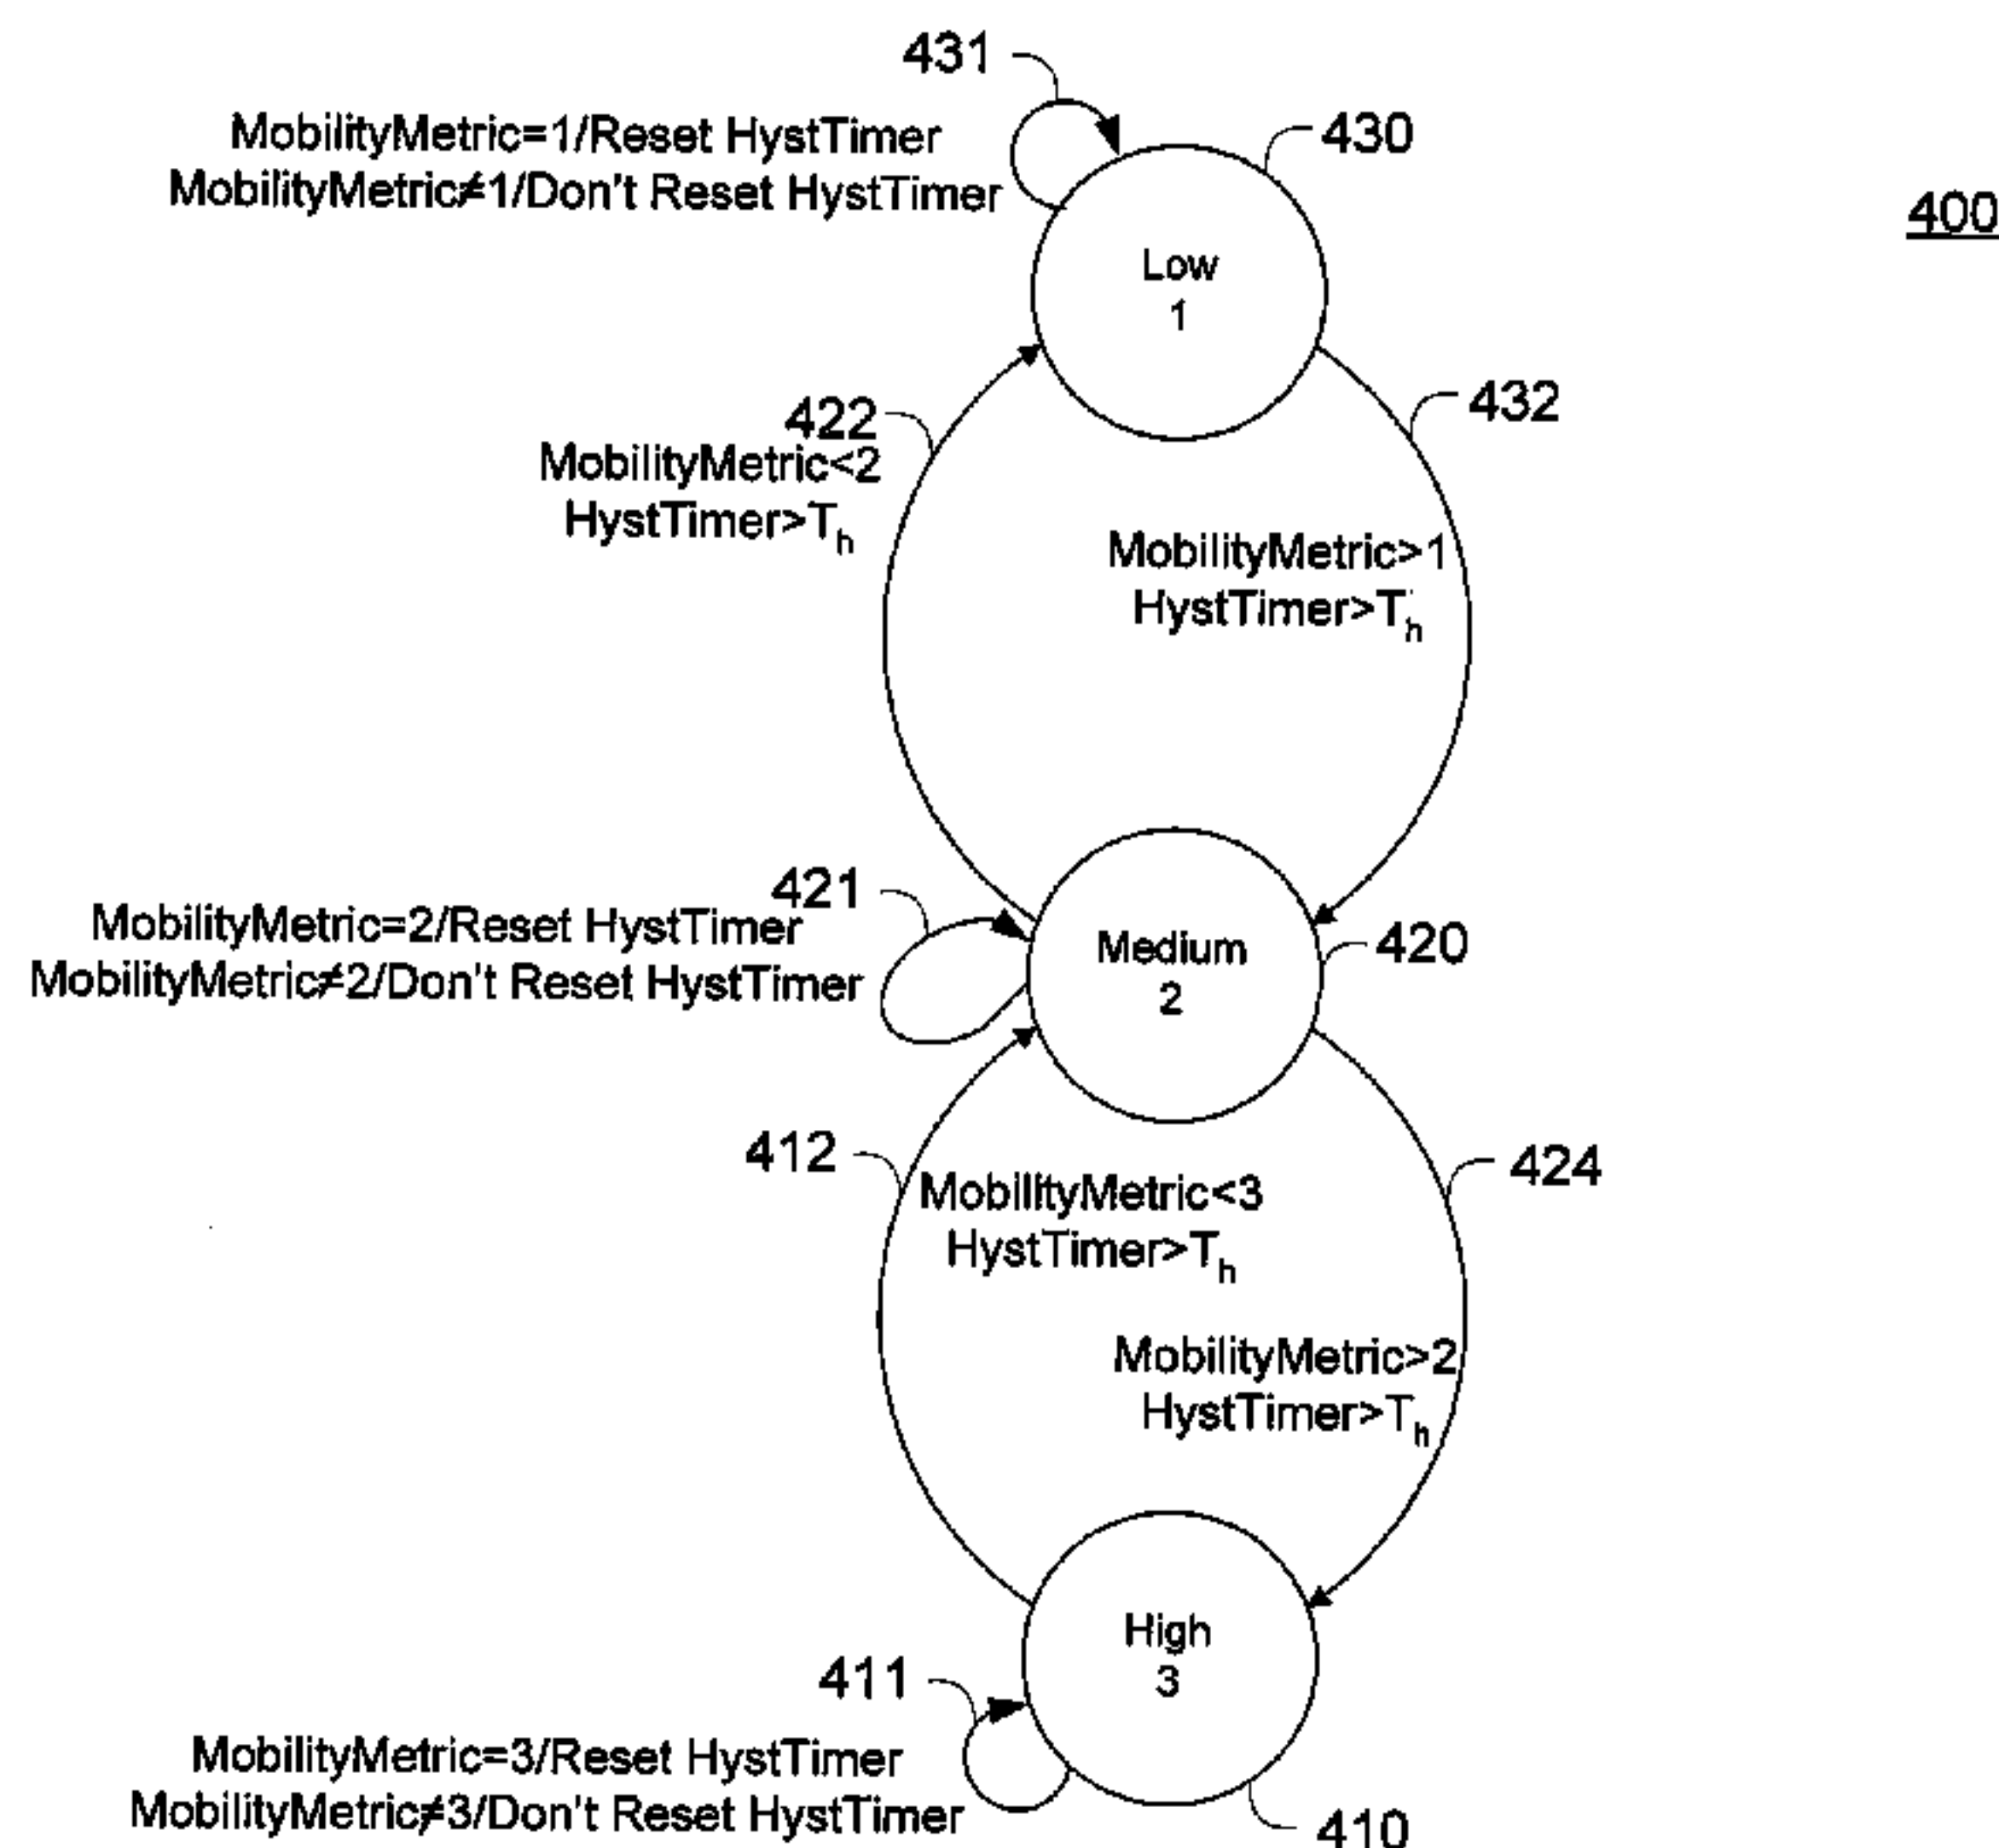 431
MobilityMetric=1/Reset HystTimer
MobilityMetric≠1/Don't Reset HystTimer
430
400
Low
1
422
MobilityMetric<2
HystTimer>Th
432
MobilityMetric>1
HystTimer>Th
421
MobilityMetric=2/Reset HystTimer
MobilityMetric≠2/Don't Reset HystTimer
Medium
2
420
412
MobilityMetric<3
HystTimer>Th
424
MobilityMetric>2
HystTimer>Th
High
3
411
MobilityMetric=3/Reset HystTimer
MobilityMetric≠3/Don't Reset HystTimer
410